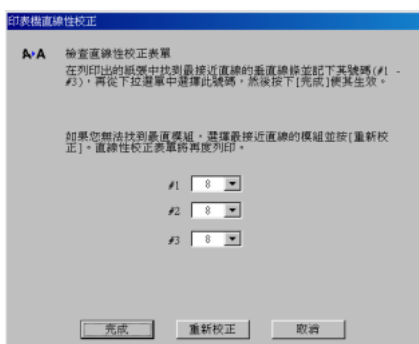 印表機直線性校正
A›A 檢查直線性校正表單
在列印出的紙張中找到最接近直線的垂直線條並記下其號碼(#1 -
#3)，再從下拉選單中選擇此號碼，然後按下[完成]使其生效。
如果您無法找到最直模組，選擇最接近直線的模組並按[重新校
正]。直線性校正表單將再度列印。
#1 8
#2 8
#3 8
完成 重新校正 取消